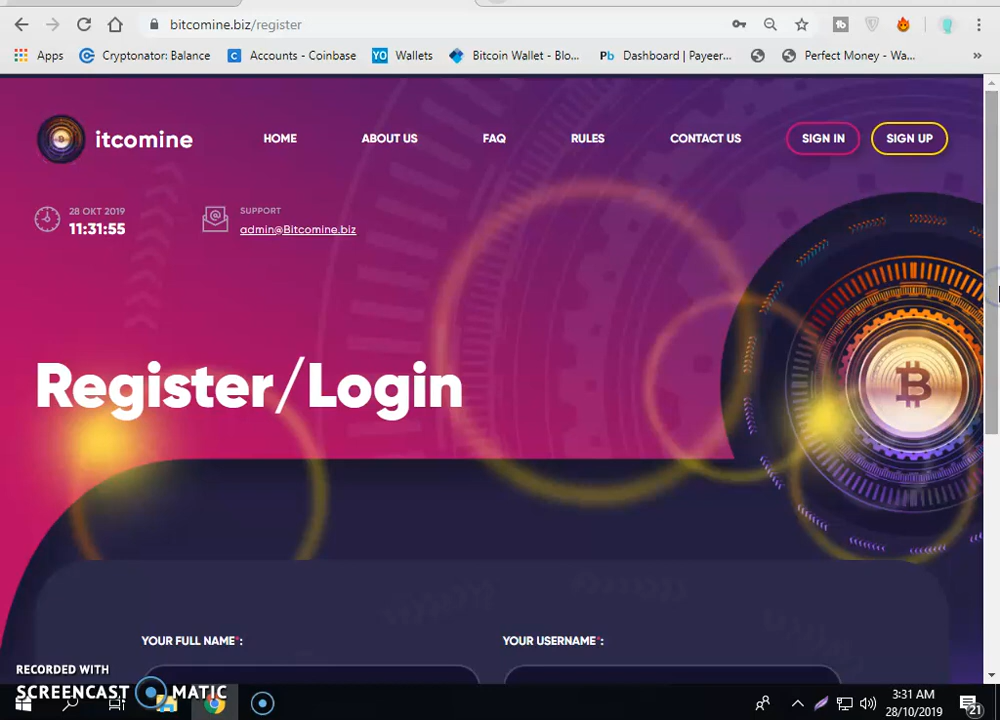 bitcomine.biz/register
Apps Cryptonator: Balance Accounts - Coinbase YO Wallets Bitcoin Wallet - Blo... Pb Dashboard | Payeer... Perfect Money - Wa... »
itcomine HOME ABOUT US FAQ RULES CONTACT US SIGN IN SIGN UP
28 OKT 2019
11:31:55
SUPPORT
admin@Bitcomine.biz
Register/Login
YOUR FULL NAME*: YOUR USERNAME*:
RECORDED WITH
SCREENCAST MATIC
3:31 AM
28/10/2019
21